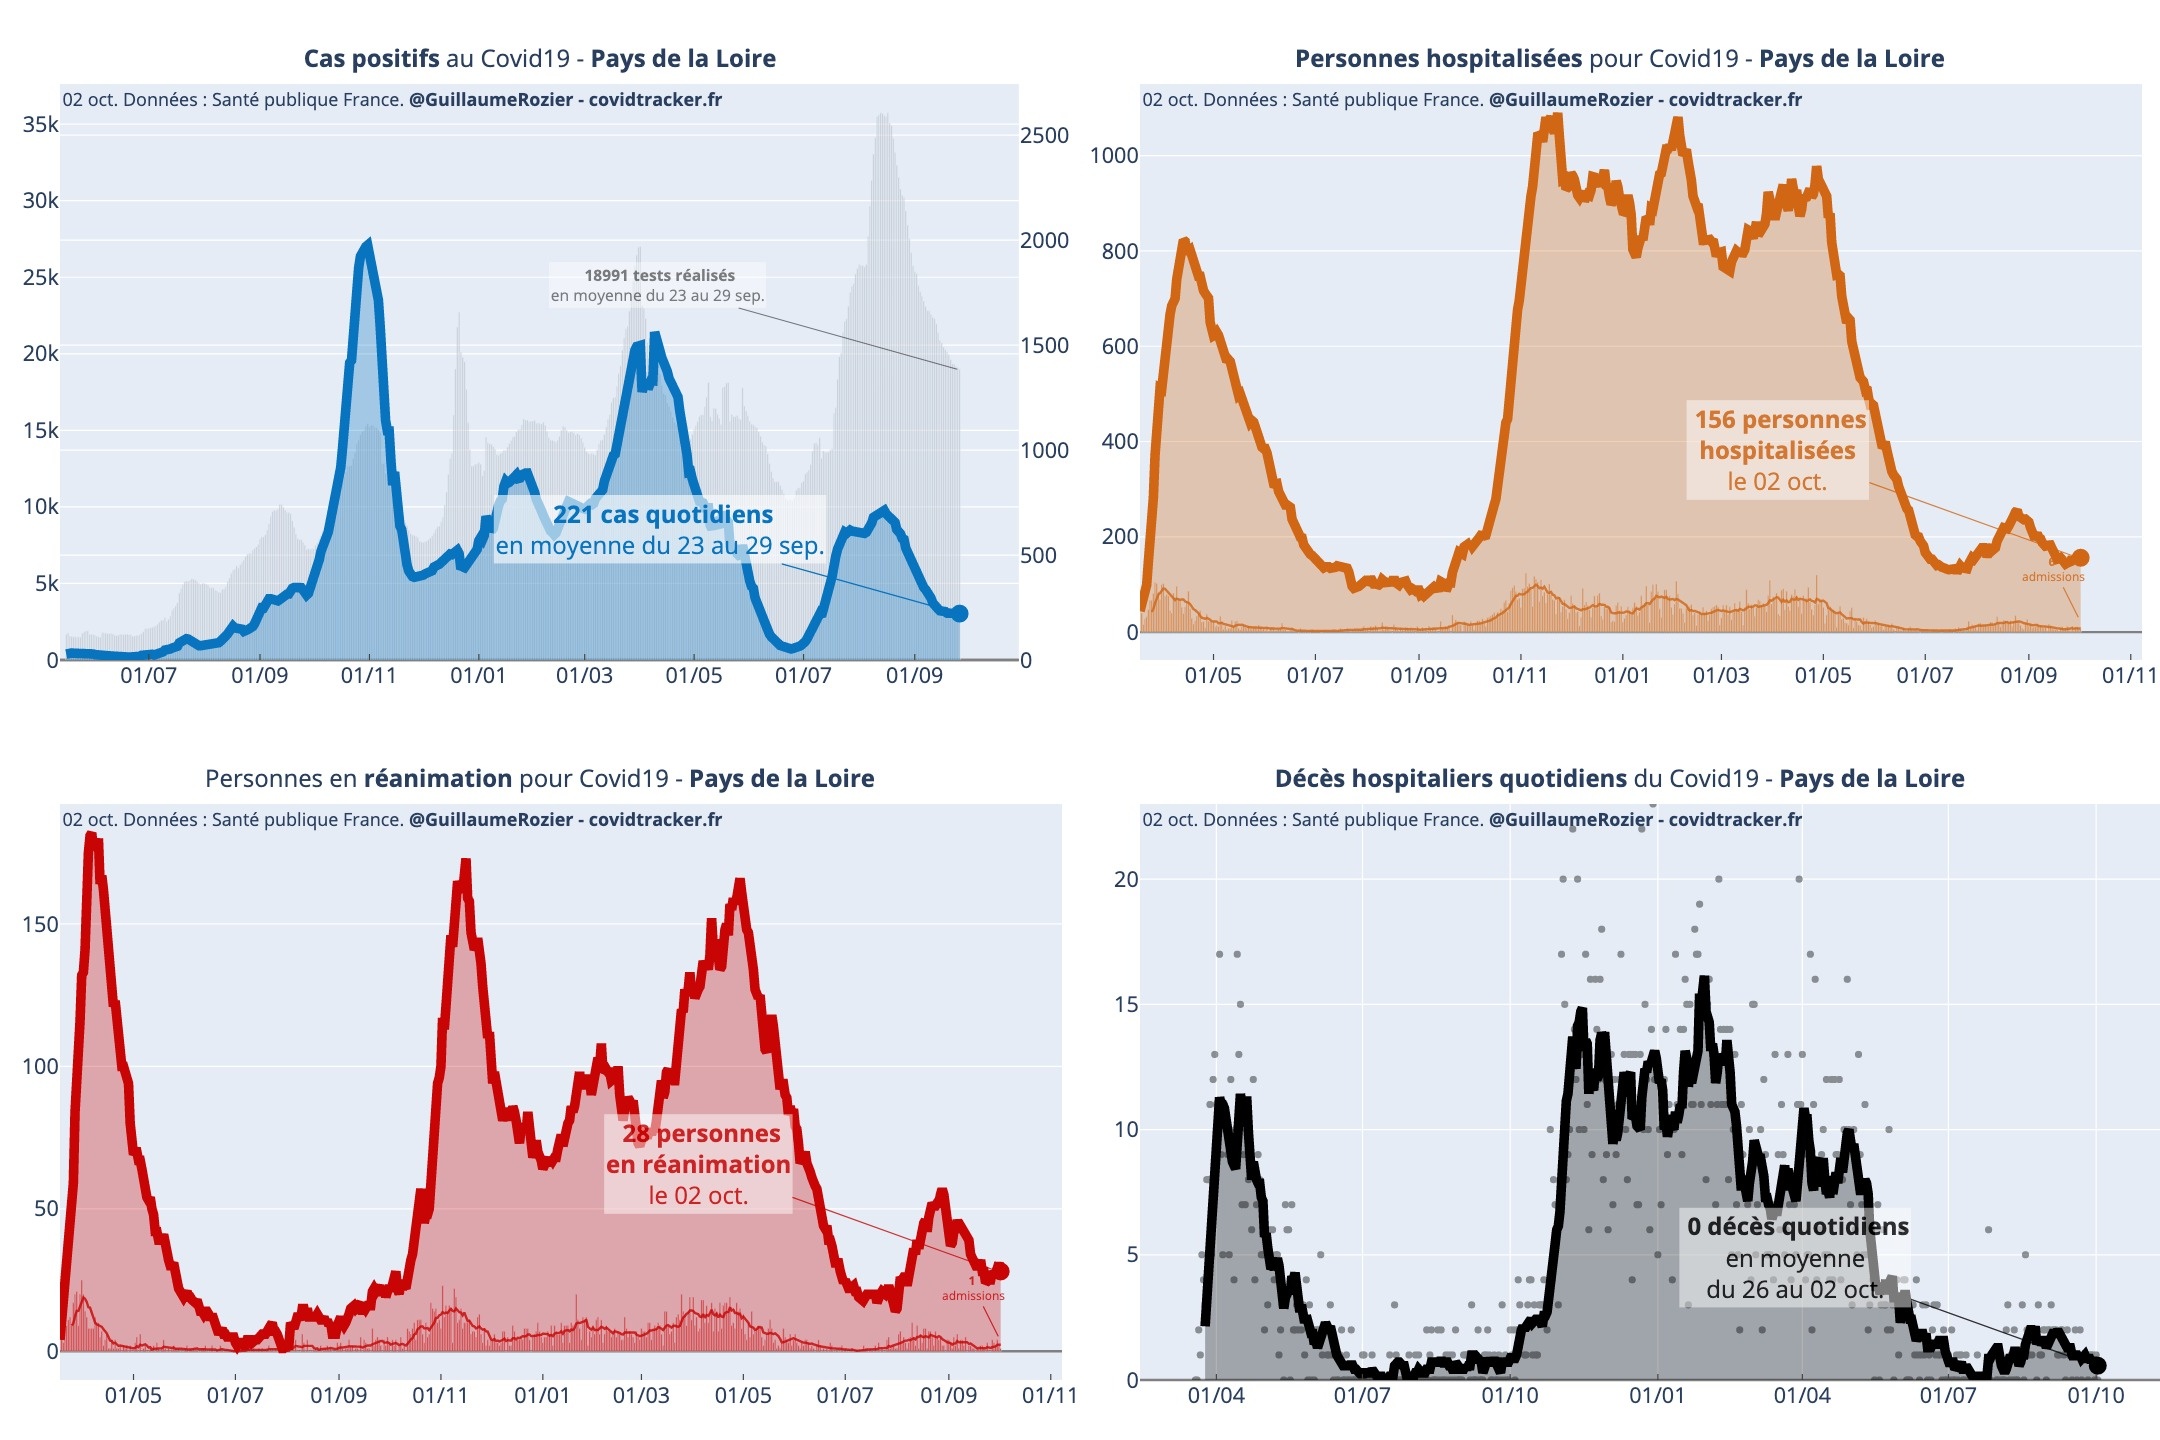 Cas positifs au Covid19 - Pays de la Loire
02 oct. Données : Santé publique France. @GuillaumeRozier - covidtracker.fr
35k
30k
25k
20k
15k
10k
5k
0
2500
2000
1500
1000
500
0
18991 tests réalisés
en moyenne du 23 au 29 sep.
221 cas quotidiens
en moyenne du 23 au 29 sep.
01/07 01/09 01/11 01/01 01/03 01/05 01/07 01/09
Personnes hospitalisées pour Covid19 - Pays de la Loire
02 oct. Données : Santé publique France. @GuillaumeRozier - covidtracker.fr
1000
800
600
400
200
0
156 personnes
hospitalisées
le 02 oct.
admissions
01/05 01/07 01/09 01/11 01/01 01/03 01/05 01/07 01/09 01/11
Personnes en réanimation pour Covid19 - Pays de la Loire
02 oct. Données : Santé publique France. @GuillaumeRozier - covidtracker.fr
150
100
50
0
28 personnes
en réanimation
le 02 oct.
1
admissions
01/05 01/07 01/09 01/11 01/01 01/03 01/05 01/07 01/09 01/11
Décès hospitaliers quotidiens du Covid19 - Pays de la Loire
02 oct. Données : Santé publique France. @GuillaumeRozier - covidtracker.fr
20
15
10
5
0
0 décès quotidiens
en moyenne
du 26 au 02 oct.
01/04 01/07 01/10 01/01 01/04 01/07 01/10